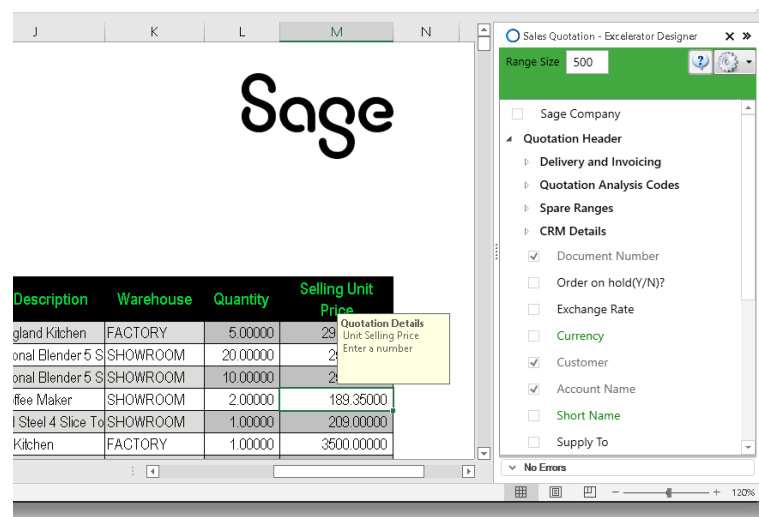 J K L M N
Sage
Description Warehouse Quantity Selling Unit Price
gland Kitchen FACTORY 5.00000 29
onal Blender 5 S SHOWROOM 20.00000 2
onal Blender 5 S SHOWROOM 10.00000 2
ffee Maker SHOWROOM 2.00000 189.35000
l Steel 4 Slice To SHOWROOM 1.00000 209.00000
Kitchen FACTORY 1.00000 3500.00000
Quotation Details
Unit Selling Price
Enter a number
Sales Quotation - Excelerator Designer
Range Size 500
Sage Company
Quotation Header
Delivery and Invoicing
Quotation Analysis Codes
Spare Ranges
CRM Details
Document Number
Order on hold(Y/N)?
Exchange Rate
Currency
Customer
Account Name
Short Name
Supply To
No Errors
120%